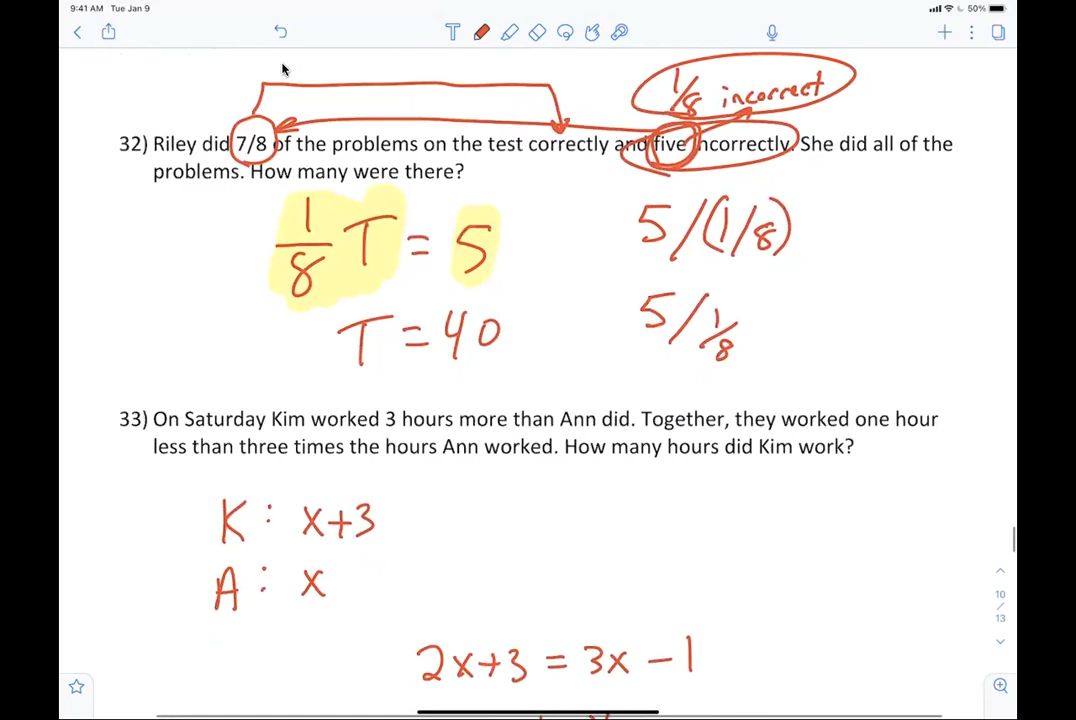 9:41 AM Tue Jan 9
50%
1/8 incorrect
32) Riley did 7/8 of the problems on the test correctly and five incorrectly. She did all of the
problems. How many were there?
1/8 T = 5
5/(1/8)
T = 40
5/1/8
33) On Saturday Kim worked 3 hours more than Ann did. Together, they worked one hour
less than three times the hours Ann worked. How many hours did Kim work?
K: x+3
A: x
2x+3 = 3x - 1
10
/
13